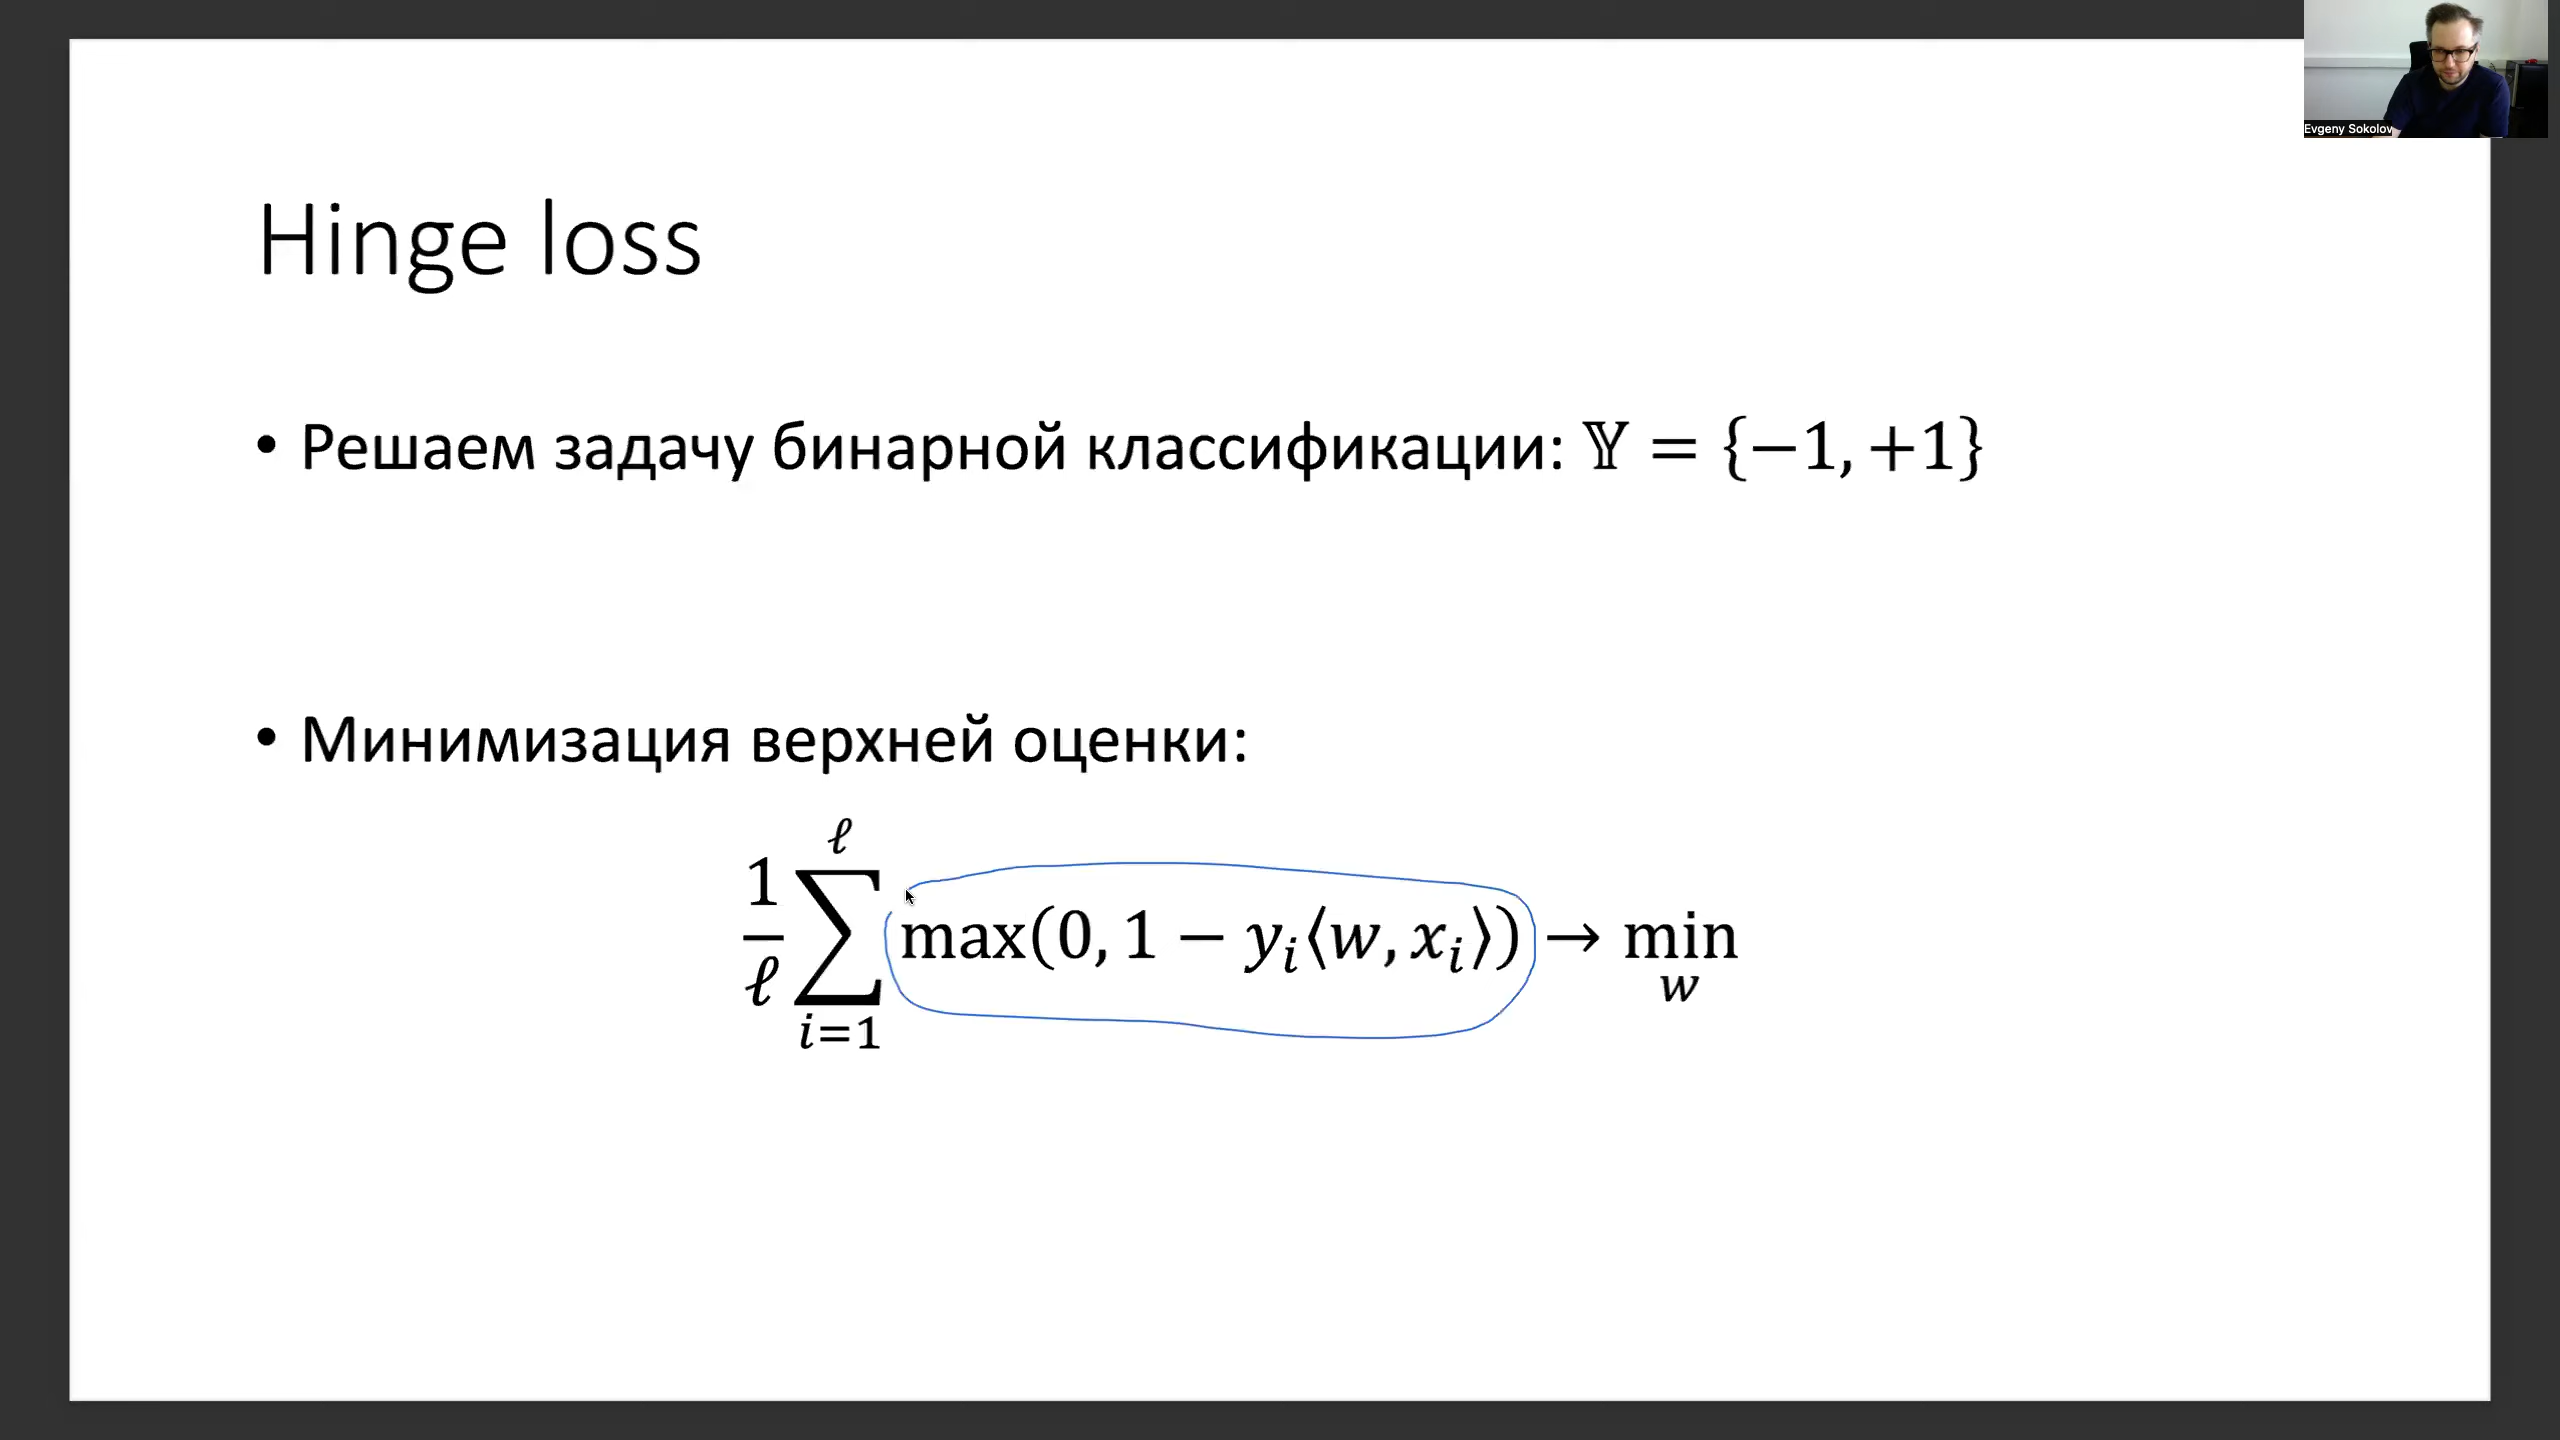 Evgeny Sokolov
Hinge loss
• Решаем задачу бинарной классификации: 𝕐 = {−1, +1}
• Минимизация верхней оценки:
1/ℓ ∑_{i=1}^{ℓ} max(0, 1 − y_i⟨w, x_i⟩) → min_w